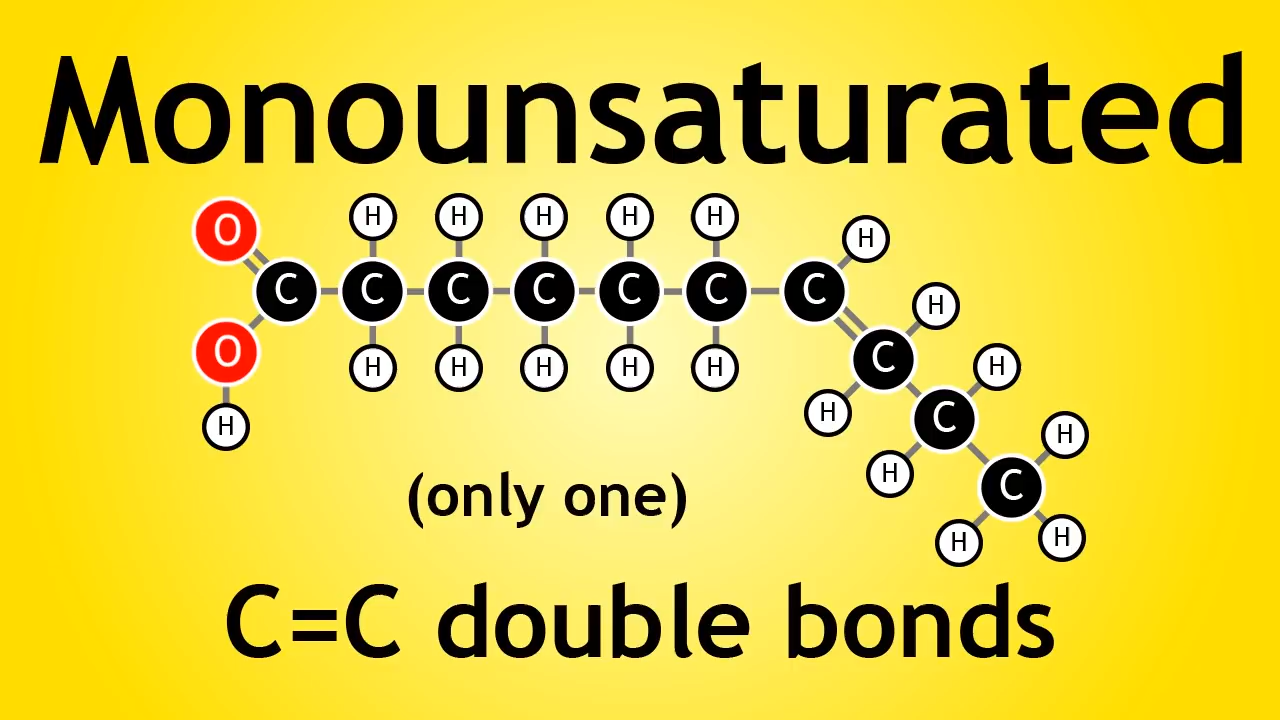 Monounsaturated
O H H H H H H
C C C C C C C
H
O C H
H H H H H H C
H H
H C
H H
(only one)
C=C double bonds